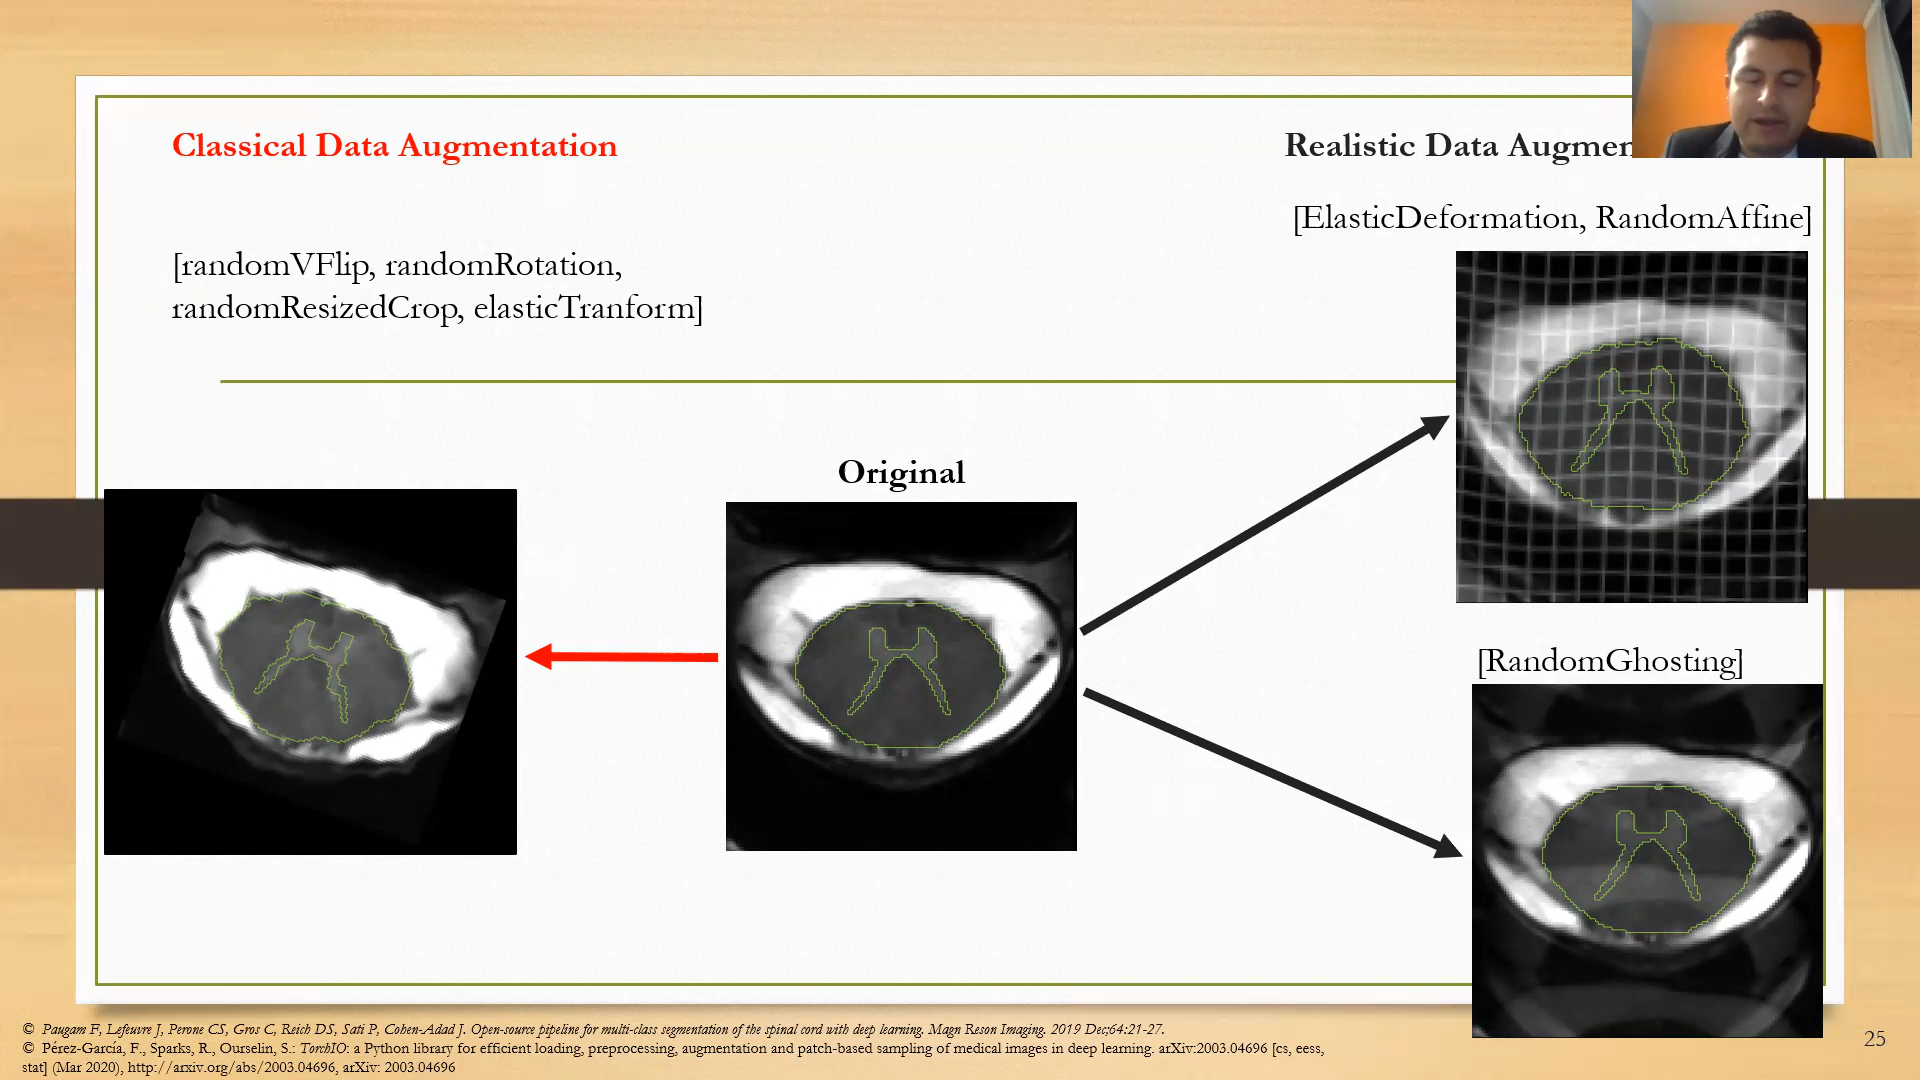 Classical Data Augmentation
Realistic Data Augmen
[ElasticDeformation, RandomAffine]
[randomVFlip, randomRotation,
randomResizedCrop, elasticTranform]
Original
[RandomGhosting]
© Paugam F, Lefeuvre J, Perone CS, Gros C, Reich DS, Sati P, Cohen-Adad J. Open-source pipeline for multi-class segmentation of the spinal cord with deep learning. Magn Reson Imaging. 2019 Dec;64:21-27.
© Pérez-García, F., Sparks, R., Ourselin, S.: TorchIO: a Python library for efficient loading, preprocessing, augmentation and patch-based sampling of medical images in deep learning. arXiv:2003.04696 [cs, eess,
stat] (Mar 2020), http://arxiv.org/abs/2003.04696, arXiv: 2003.04696
25